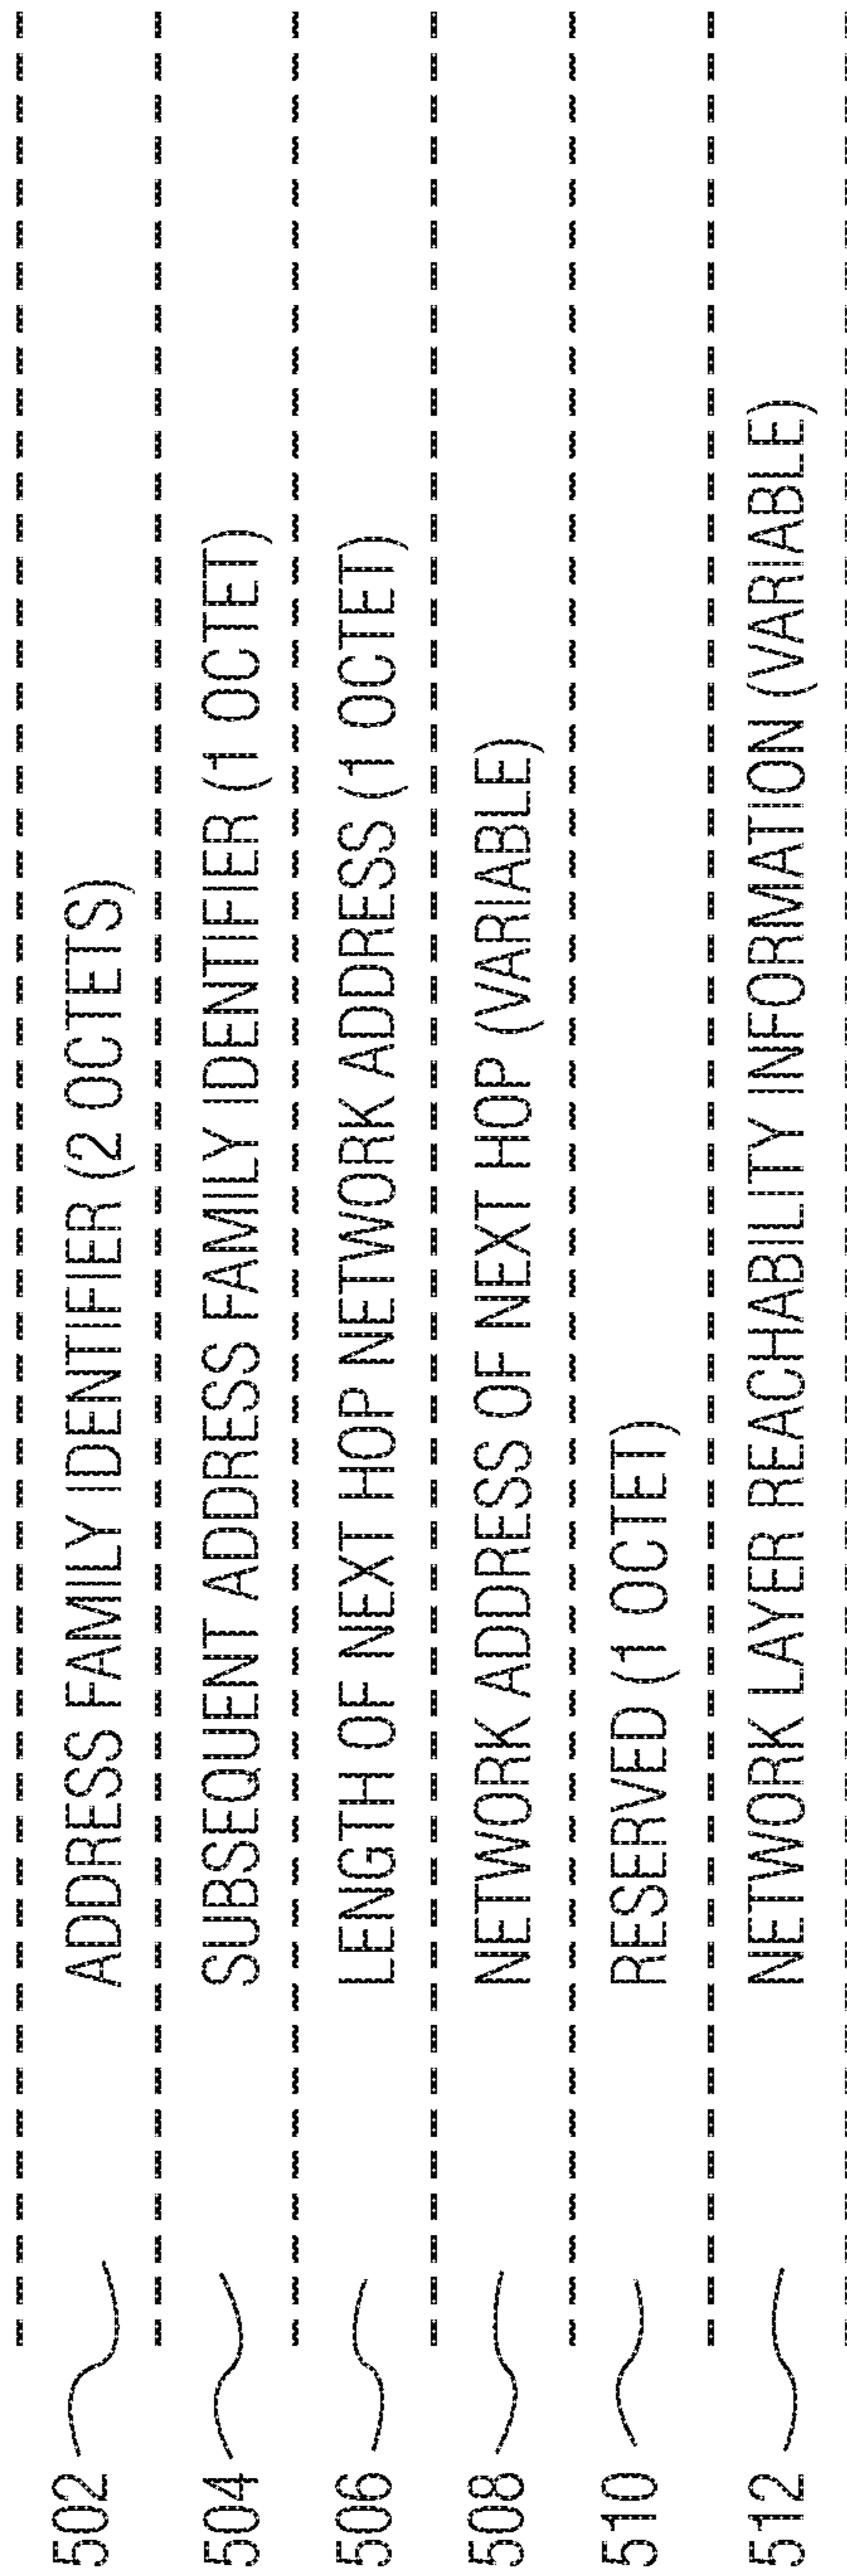 502 ADDRESS FAMILY IDENTIFIER (2 OCTETS)
504 SUBSEQUENT ADDRESS FAMILY IDENTIFIER (1 OCTET)
506 LENGTH OF NEXT HOP NETWORK ADDRESS (1 OCTET)
508 NETWORK ADDRESS OF NEXT HOP (VARIABLE)
510 RESERVED (1 OCTET)
512 NETWORK LAYER REACHABILITY INFORMATION (VARIABLE)